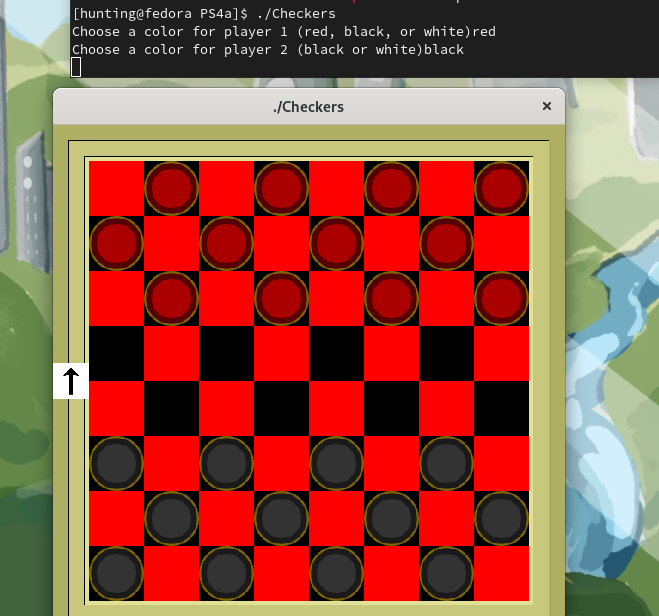 [hunting@fedora PS4a]$ ./Checkers
Choose a color for player 1 (red, black, or white)red
Choose a color for player 2 (black or white)black
./Checkers